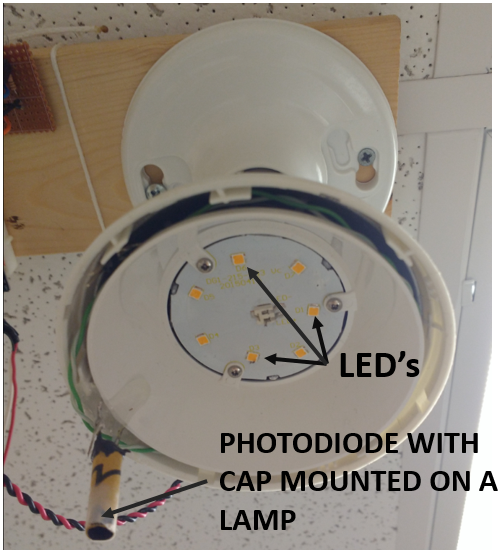 LED's
PHOTODIODE WITH
CAP MOUNTED ON A
LAMP